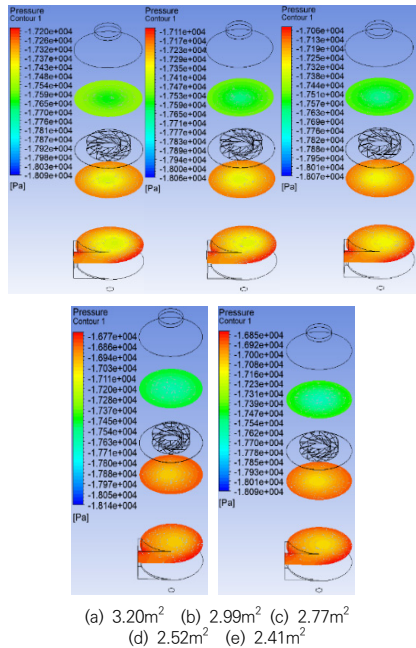 Pressure
Contour 1
-1.720e+004
-1.726e+004
-1.732e+004
-1.737e+004
-1.743e+004
-1.748e+004
-1.754e+004
-1.759e+004
-1.765e+004
-1.770e+004
-1.776e+004
-1.781e+004
-1.787e+004
-1.792e+004
-1.798e+004
-1.803e+004
-1.809e+004
[Pa]
Pressure
Contour 1
-1.711e+004
-1.717e+004
-1.723e+004
-1.729e+004
-1.735e+004
-1.741e+004
-1.747e+004
-1.753e+004
-1.759e+004
-1.765e+004
-1.771e+004
-1.777e+004
-1.783e+004
-1.789e+004
-1.794e+004
-1.800e+004
-1.806e+004
[Pa]
Pressure
Contour 1
-1.706e+004
-1.713e+004
-1.719e+004
-1.725e+004
-1.732e+004
-1.738e+004
-1.744e+004
-1.751e+004
-1.757e+004
-1.763e+004
-1.769e+004
-1.776e+004
-1.782e+004
-1.788e+004
-1.795e+004
-1.801e+004
-1.807e+004
[Pa]
Pressure
Contour 1
-1.677e+004
-1.686e+004
-1.694e+004
-1.703e+004
-1.711e+004
-1.720e+004
-1.728e+004
-1.737e+004
-1.745e+004
-1.754e+004
-1.763e+004
-1.771e+004
-1.780e+004
-1.788e+004
-1.797e+004
-1.805e+004
-1.814e+004
[Pa]
Pressure
Contour 1
-1.685e+004
-1.692e+004
-1.700e+004
-1.708e+004
-1.716e+004
-1.723e+004
-1.731e+004
-1.739e+004
-1.747e+004
-1.754e+004
-1.762e+004
-1.770e+004
-1.778e+004
-1.785e+004
-1.793e+004
-1.801e+004
-1.809e+004
[Pa]
(a) 3.20m² (b) 2.99m² (c) 2.77m²
(d) 2.52m² (e) 2.41m²